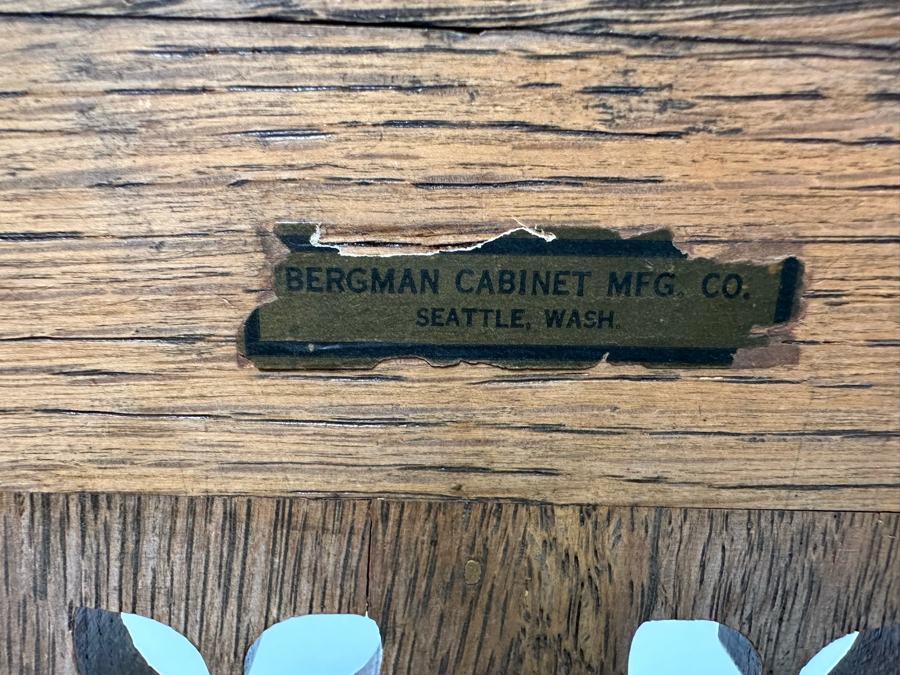 BERGMAN CABINET MFG. CO.
SEATTLE, WASH.